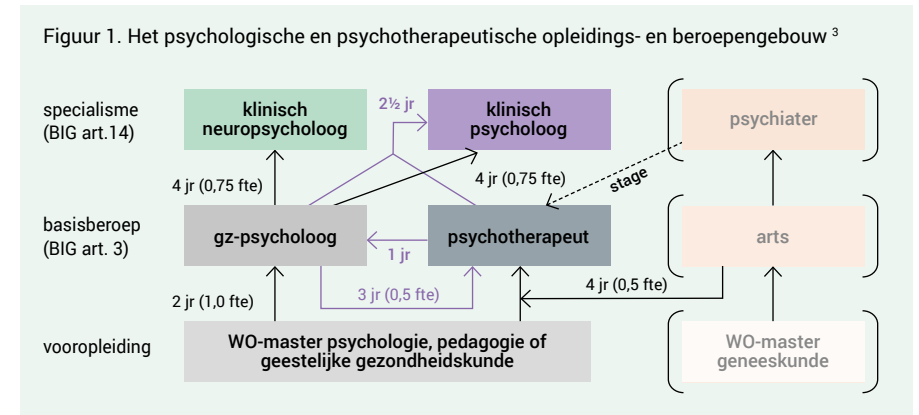 Figuur 1. Het psychologische en psychotherapeutische opleidings- en beroepengebouw 3
specialisme
(BIG art.14)
klinisch
neuropsycholoog
2½ jr
klinisch
psycholoog
psychiater
4 jr (0,75 fte)
4 jr (0,75 fte)
stage
basisberoep
(BIG art. 3)
gz-psycholoog
1 jr
psychotherapeut
arts
2 jr (1,0 fte)
3 jr (0,5 fte)
4 jr (0,5 fte)
vooropleiding
WO-master psychologie, pedagogie of
geestelijke gezondheidskunde
WO-master
geneeskunde